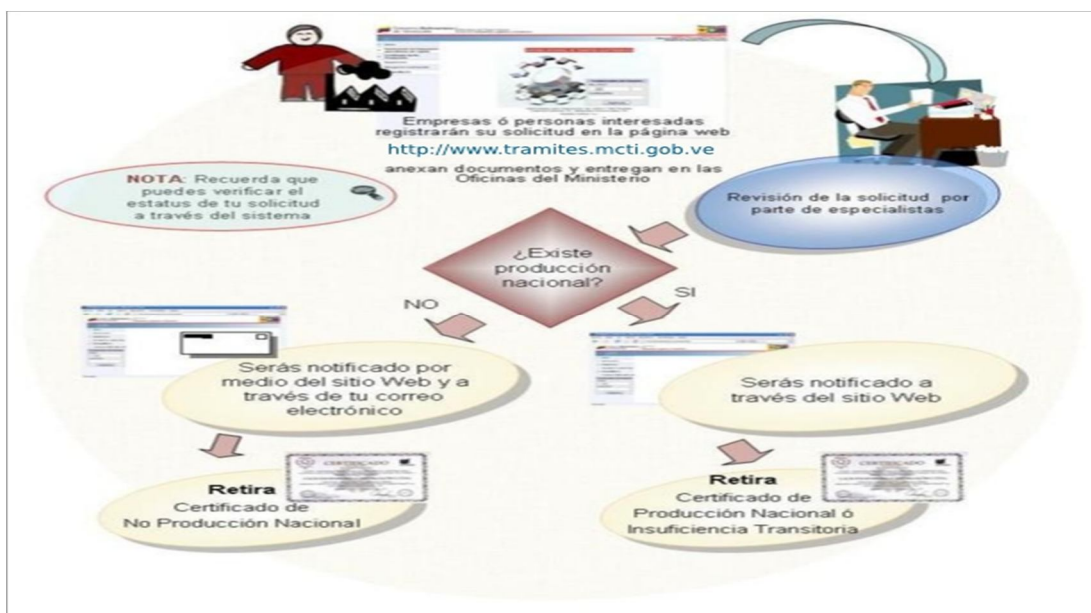 Empresas ó personas interesadas
registrarán su solicitud en la página web
http://www.tramites.mcti.gob.ve
anexan documentos y entregan en las
Oficinas del Ministerio
NOTA: Recuerda que
puedes verificar el
estatus de tu solicitud
a través del sistema
Revisión de la solicitud por
parte de especialistas
¿Existe
producción
nacional?
NO
SI
Serás notificado por
medio del sitio Web y a
través de tu correo
electrónico
Serás notificado a
través del sitio Web
CERTIFICADO
Retira
Certificado de
No Producción Nacional
CERTIFICADO
Retira
Certificado de
Producción Nacional ó
Insuficiencia Transitoria